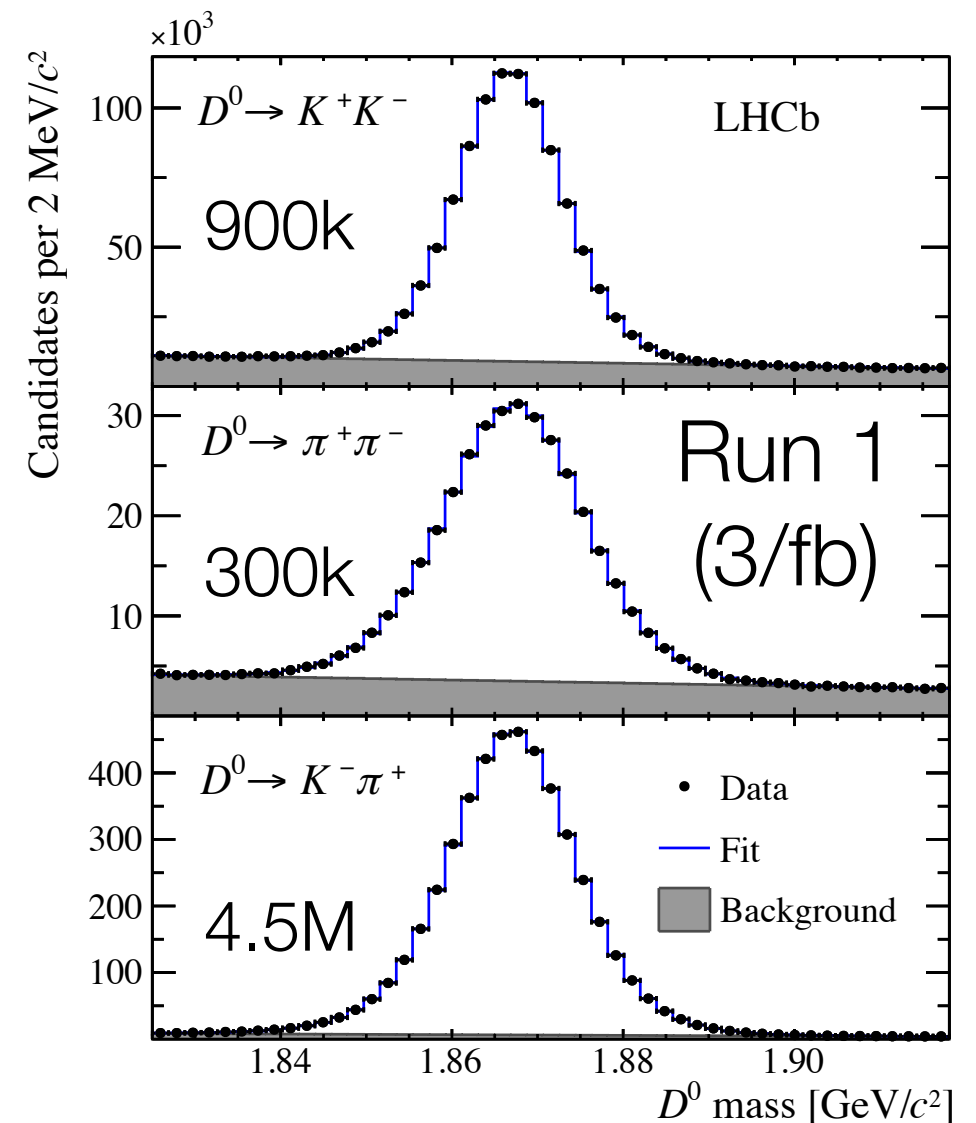 ×10³
Candidates per 2 MeV/c²
D⁰→ K⁺K⁻
LHCb
900k
100
50
D⁰→ π⁺π⁻
Run 1
(3/fb)
300k
30
20
10
D⁰→ K⁻π⁺
4.5M
Data
Fit
Background
400
300
200
100
1.84 1.86 1.88 1.90
D⁰ mass [GeV/c²]